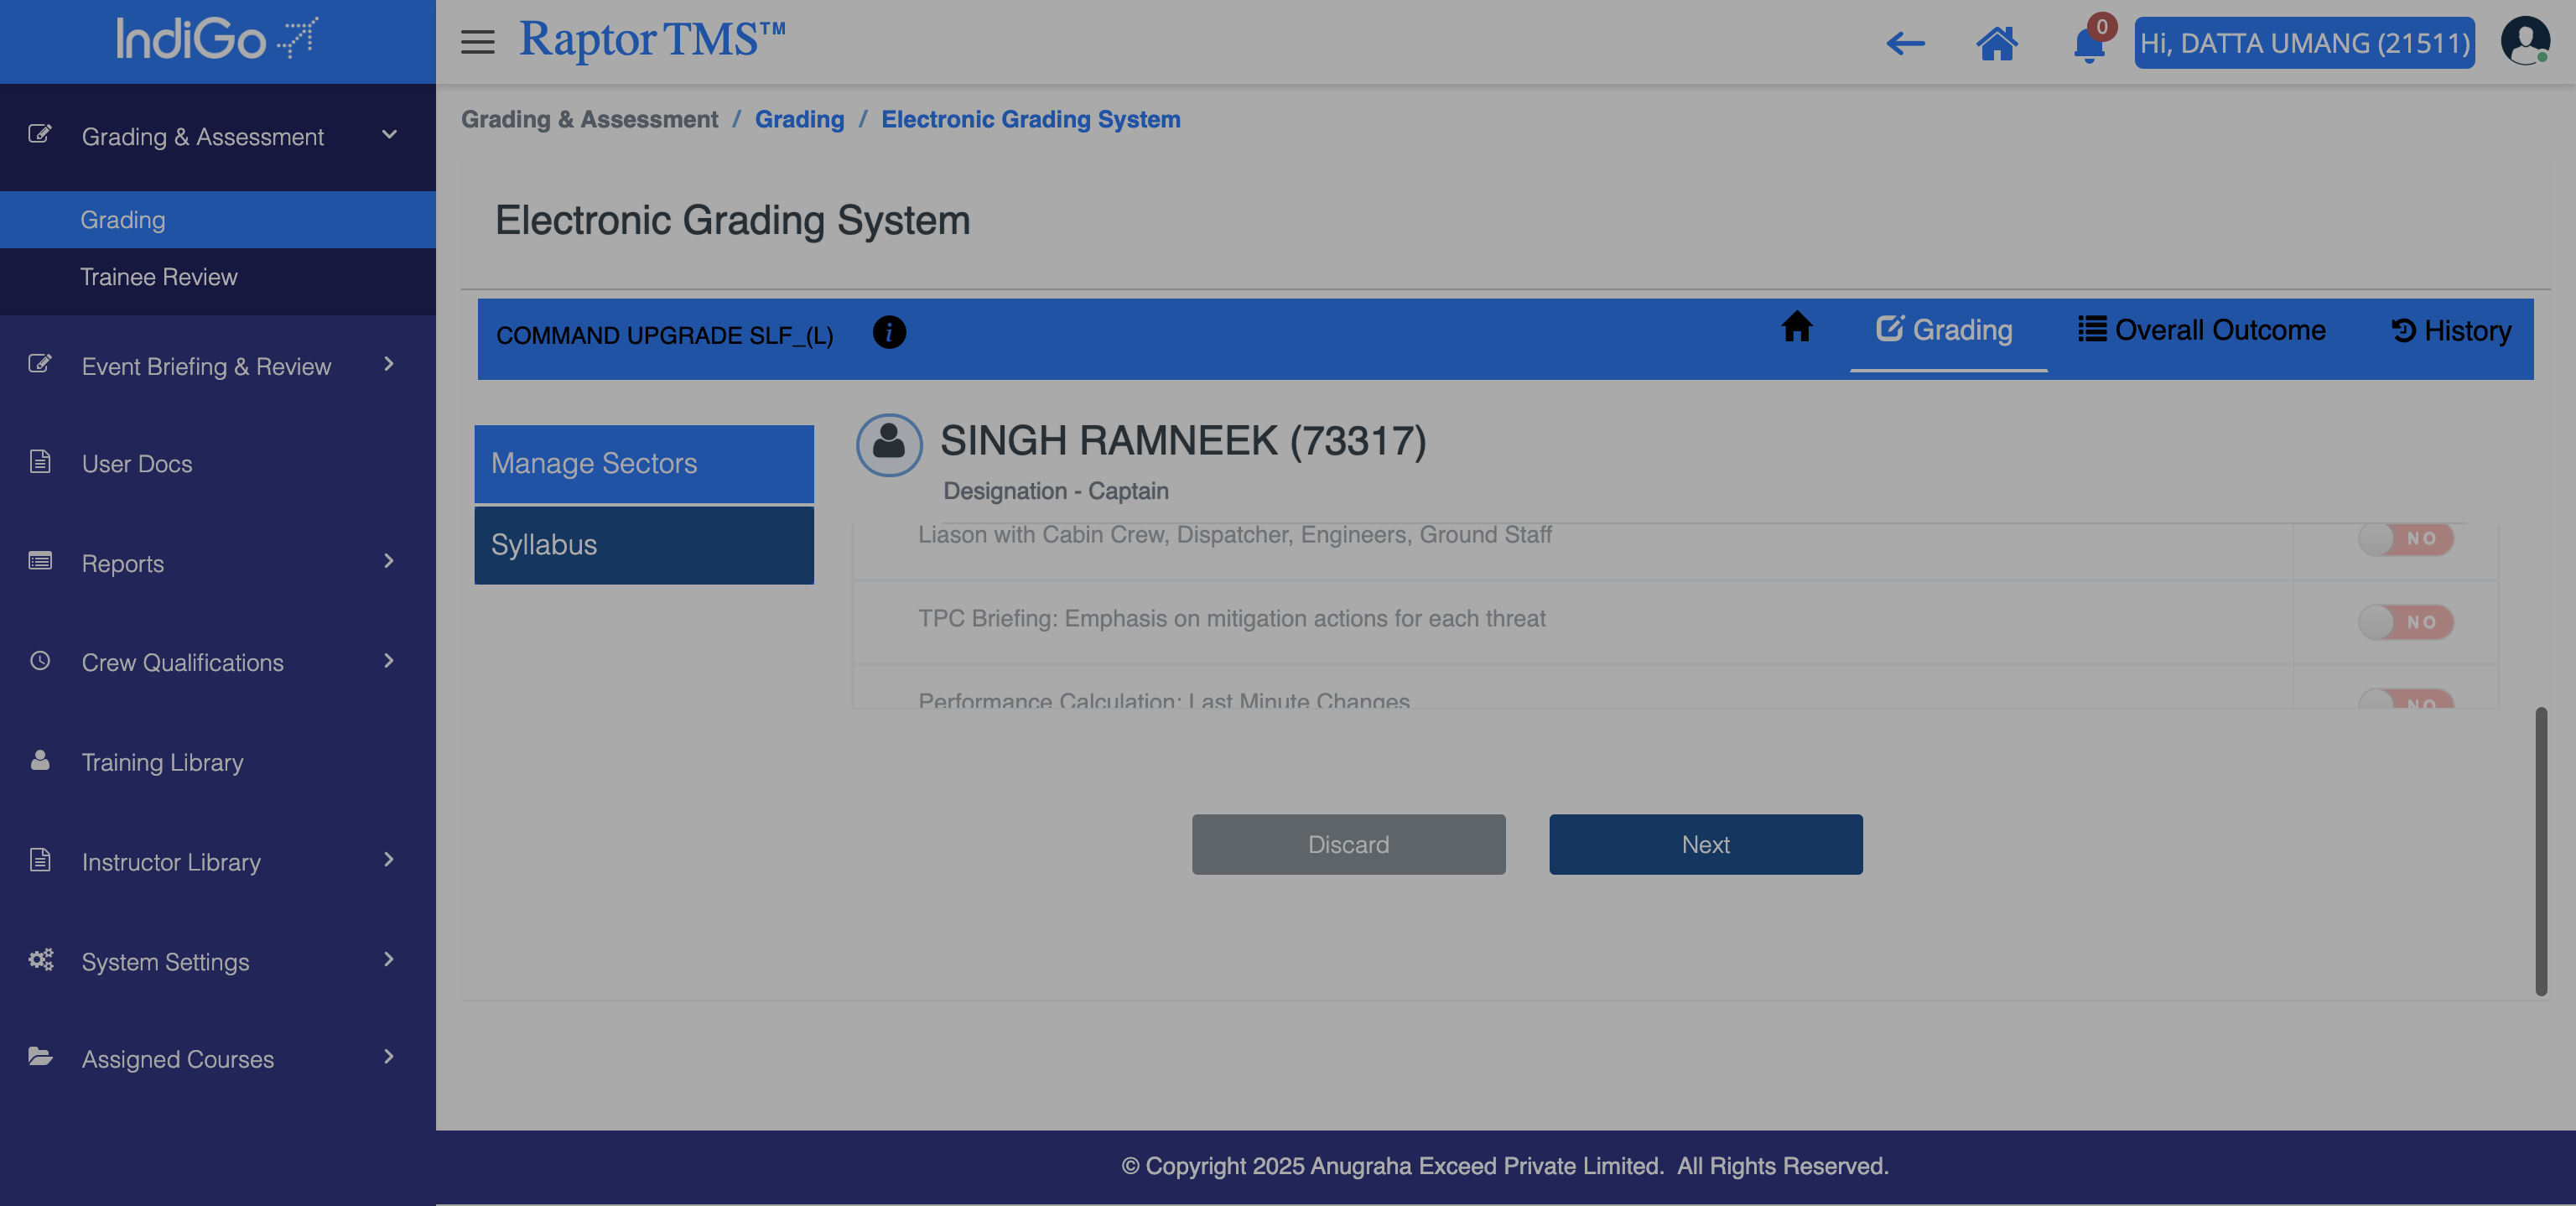 IndiGo
Raptor TMS™
0
Hi, DATTA UMANG (21511)
Grading & Assessment
Grading
Trainee Review
Event Briefing & Review
User Docs
Reports
Crew Qualifications
Training Library
Instructor Library
System Settings
Assigned Courses
Grading & Assessment / Grading / Electronic Grading System
Electronic Grading System
COMMAND UPGRADE SLF_(L)
i
Grading
Overall Outcome
History
Manage Sectors
Syllabus
SINGH RAMNEEK (73317)
Designation - Captain
Liason with Cabin Crew, Dispatcher, Engineers, Ground Staff
NO
TPC Briefing: Emphasis on mitigation actions for each threat
NO
Performance Calculation: Last Minute Changes
NO
Discard
Next
© Copyright 2025 Anugraha Exceed Private Limited. All Rights Reserved.